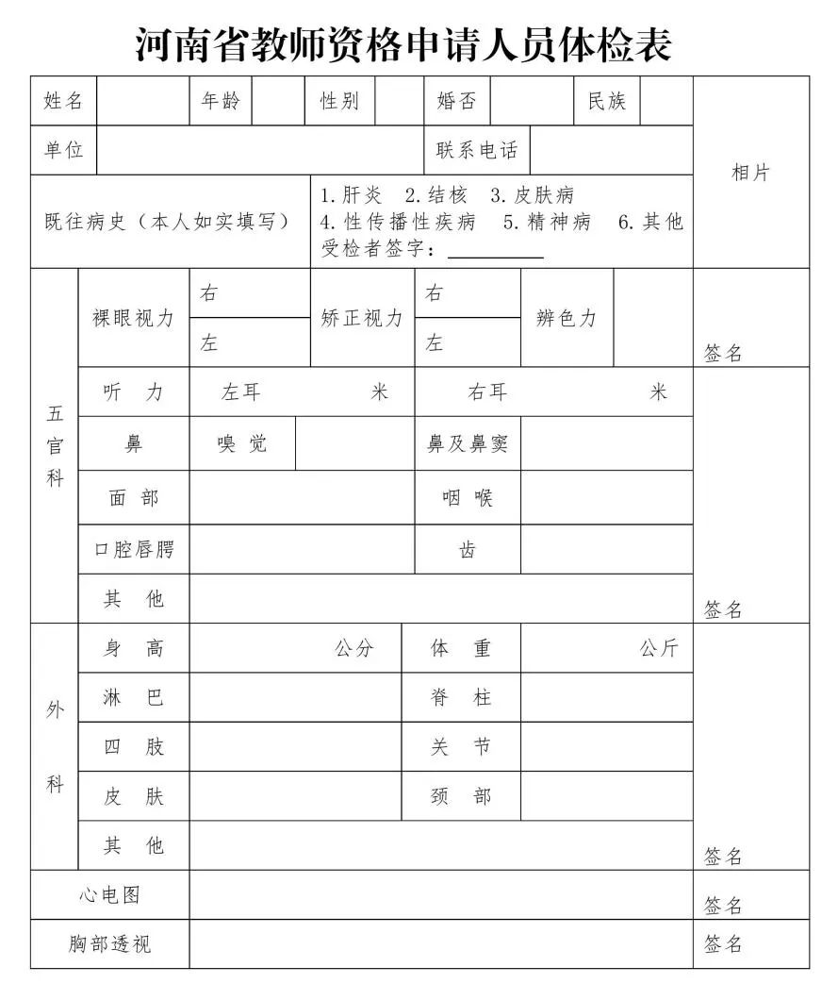 河南省教师资格申请人员体检表
姓名 年龄 性别 婚否 民族
相片
单位 联系电话
既往病史（本人如实填写）
1.肝炎 2.结核 3.皮肤病
4.性传播性疾病 5.精神病 6.其他
受检者签字：
五官科
裸眼视力 右 左 矫正视力 右 左 辨色力 签名
听 力 左耳 米 右耳 米
鼻 嗅觉 鼻及鼻窦
面部 咽喉
口腔唇腭 齿
其 他
签名
外科
身 高 公分 体 重 公斤
淋 巴 脊 柱
四 肢 关 节
皮 肤 颈 部
其 他
签名
心电图 签名
胸部透视 签名